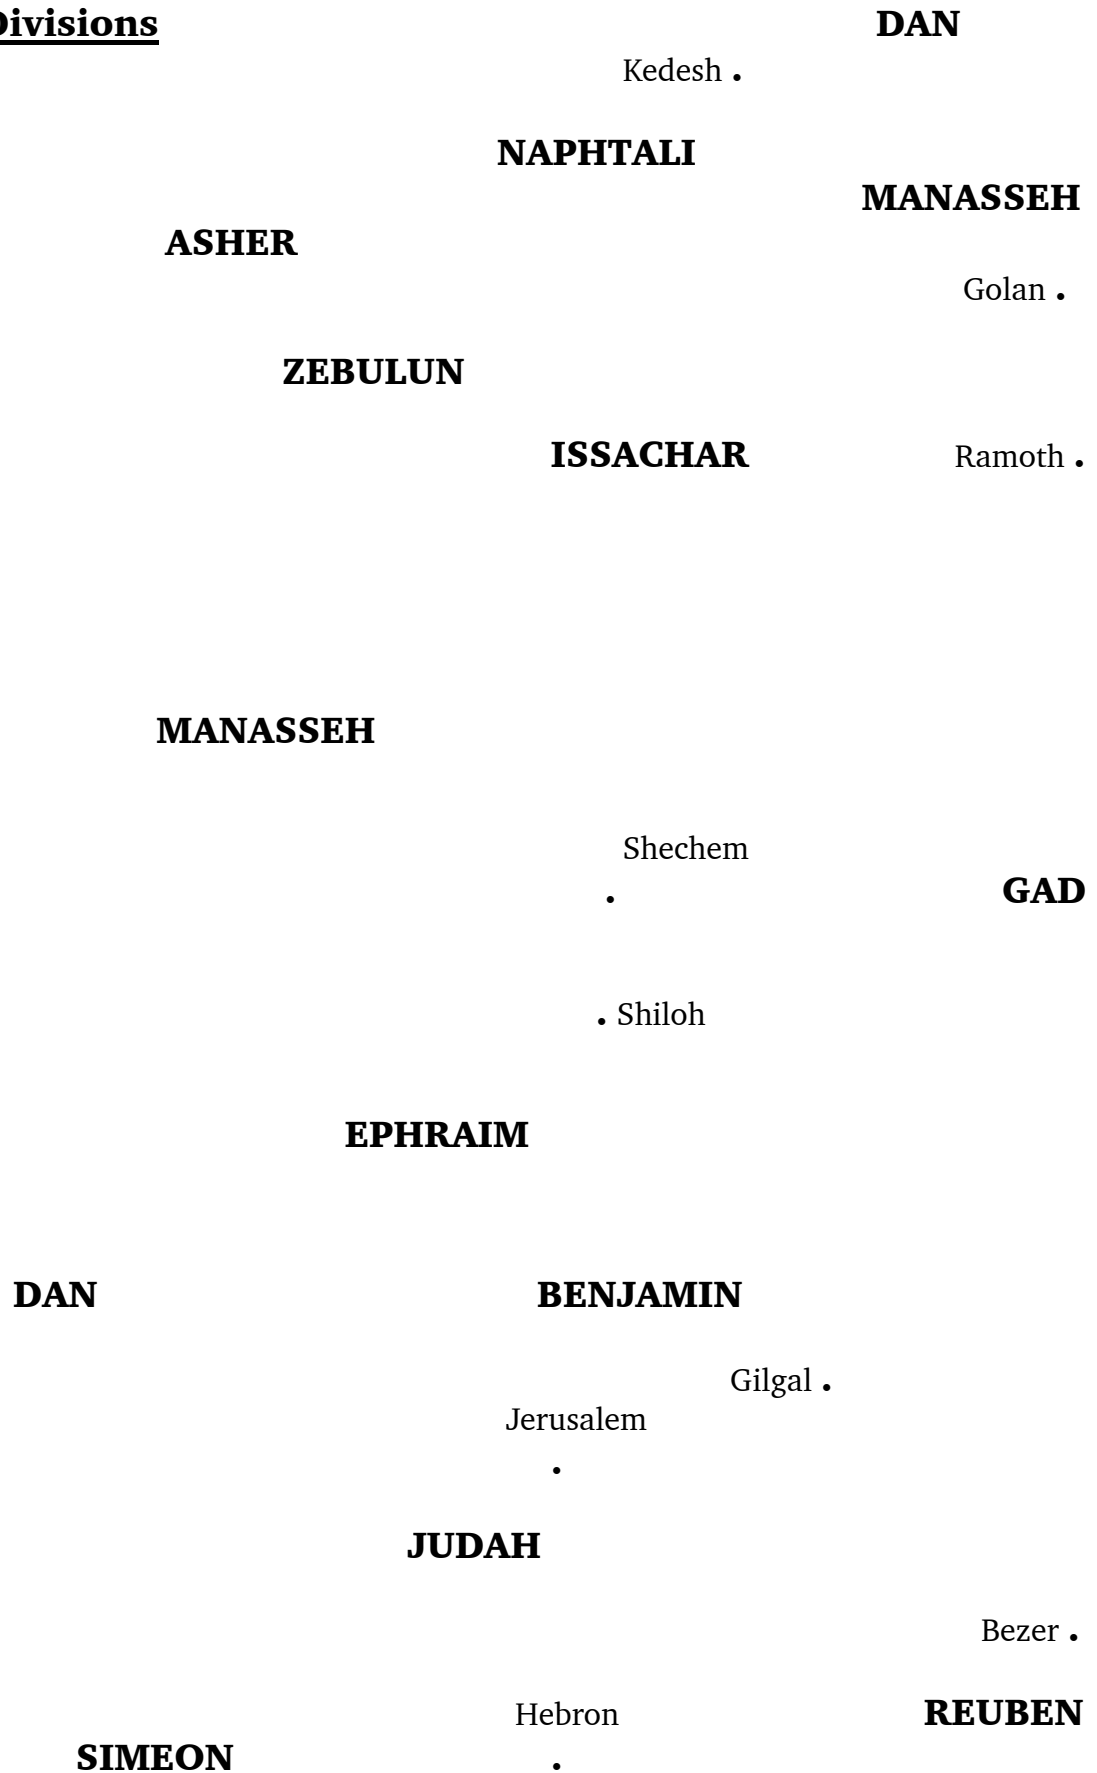 Divisions DAN
Kedesh .
NAPHTALI
MANASSEH
ASHER
Golan .
ZEBULUN
ISSACHAR Ramoth .
MANASSEH
Shechem
. GAD
. Shiloh
EPHRAIM
DAN BENJAMIN
Gilgal .
Jerusalem
.
JUDAH
Bezer .
Hebron REUBEN
SIMEON .